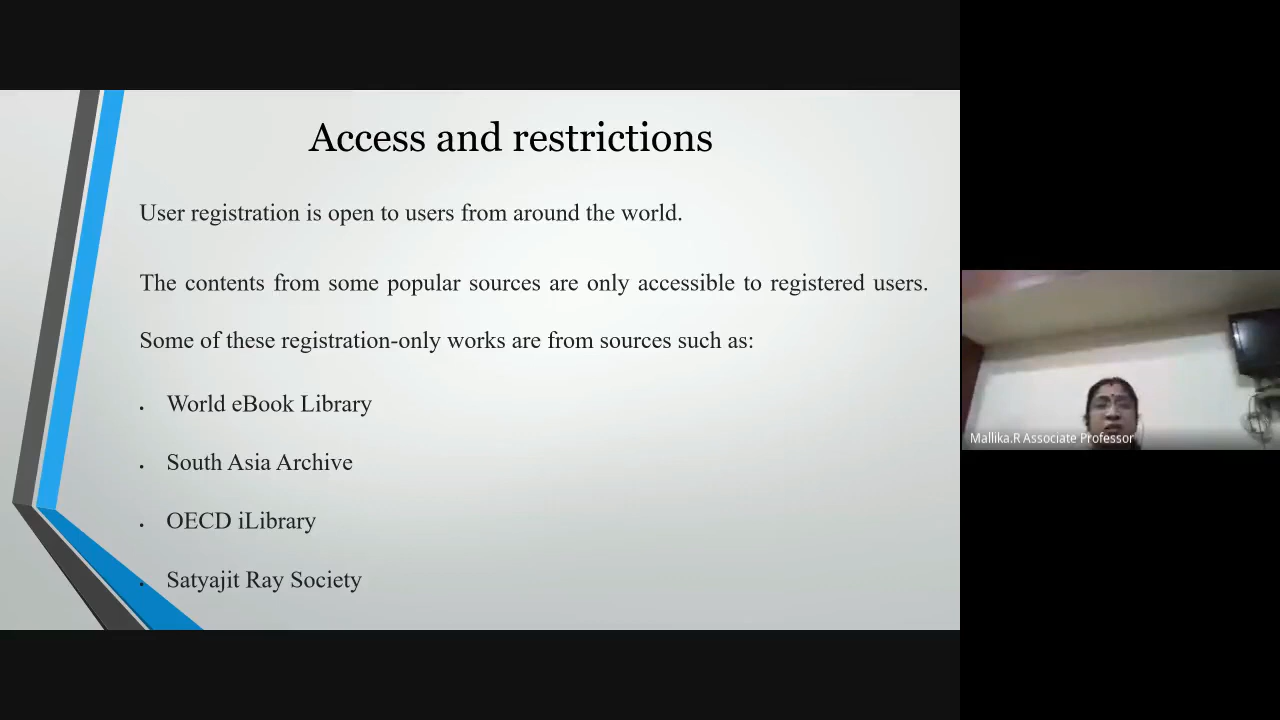 Access and restrictions
User registration is open to users from around the world.
The contents from some popular sources are only accessible to registered users.
Some of these registration-only works are from sources such as:
• World eBook Library
• South Asia Archive
• OECD iLibrary
• Satyajit Ray Society
Mallika.R Associate Professor